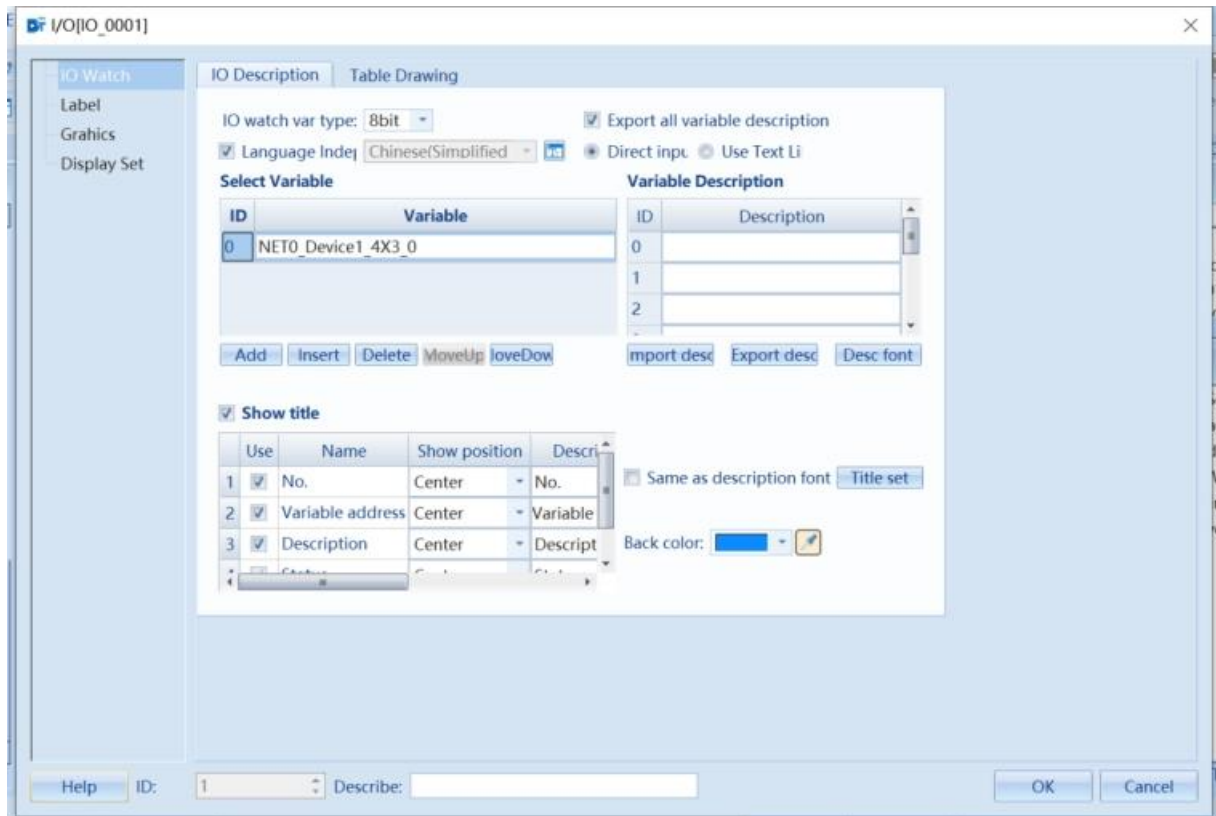 I/O[IO_0001]
IO Watch
Label
Grahics
Display Set
IO Description Table Drawing
IO watch var type: 8bit
Export all variable description
Language Indep Chinese(Simplified
Direct inpu Use Text Li
Select Variable
ID Variable
0 NET0_Device1_4X3_0
Add Insert Delete MoveUp loveDow
Variable Description
ID Description
0
1
2
mport desc Export desc Desc font
Show title
Use Name Show position Descri
1 No. Center No.
2 Variable address Center Variable
3 Description Center Descript
Same as description font Title set
Back color:
Help ID: 1 Describe: OK Cancel